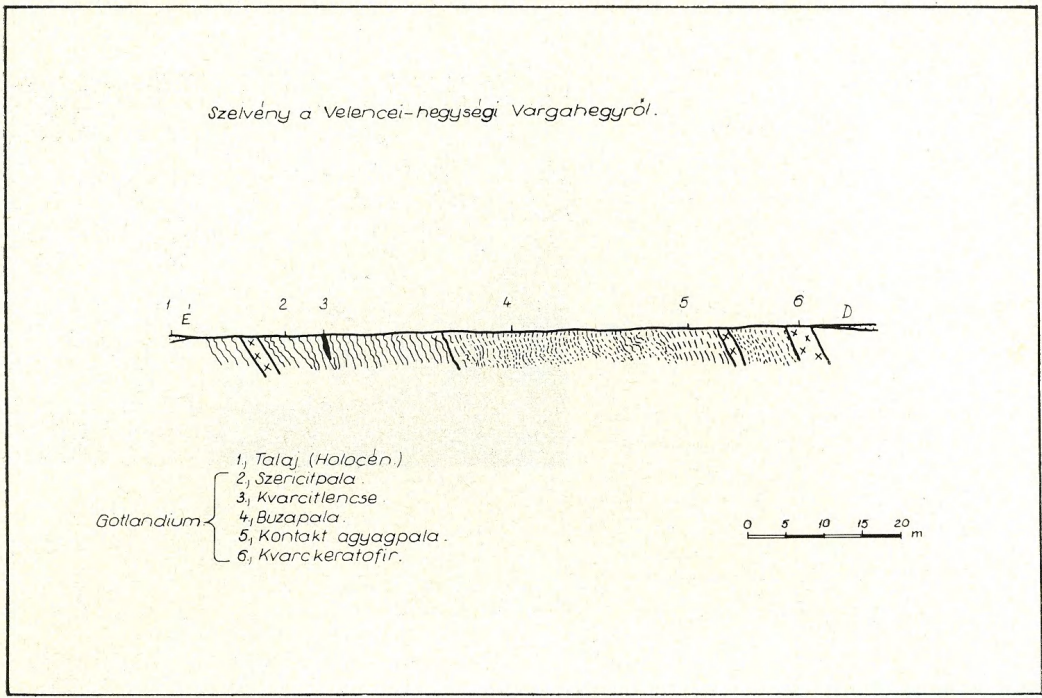 Szelvény a Velencei-hegységi Vargahegyről.
1 2 3 4 5 6
É D
1, Talaj (Holocén.)
2, Szericitpala.
3, Kvarcitlencse.
4, Buzapala.
Gotlandium
5, Kontakt agyagpala.
6, Kvarckeratofir.
0 5 10 15 20
m